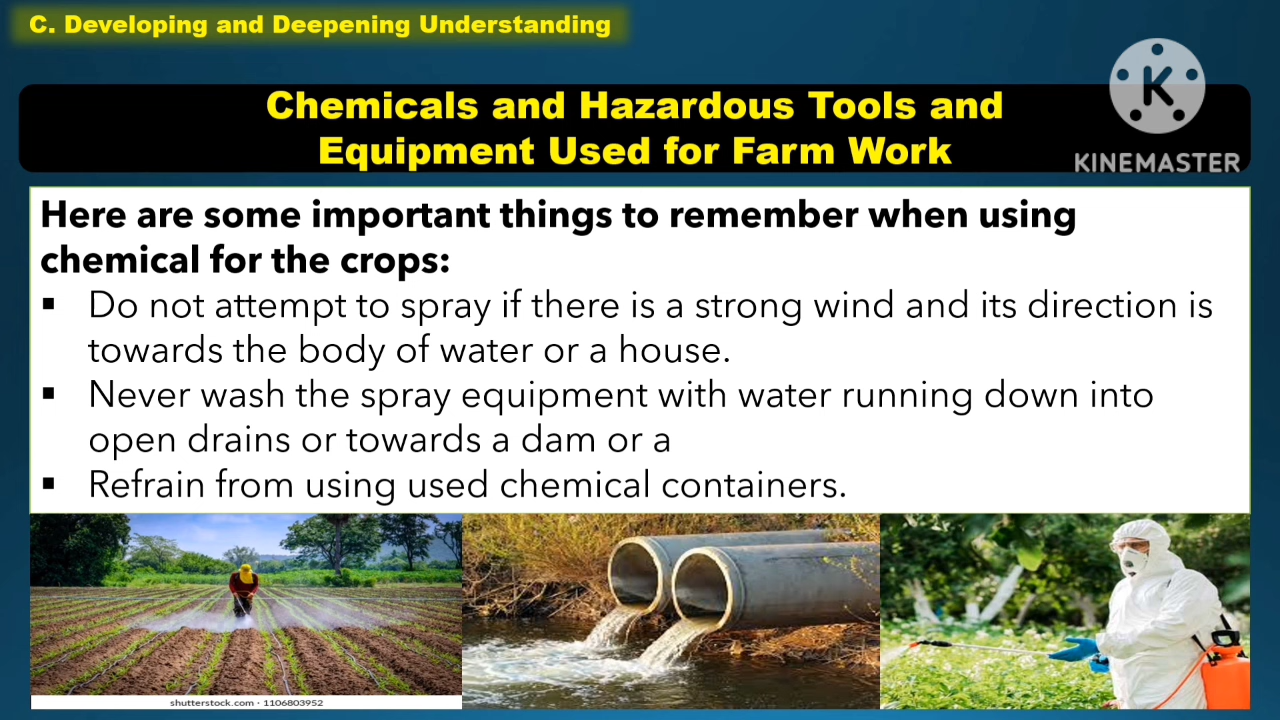 C. Developing and Deepening Understanding
Chemicals and Hazardous Tools and
Equipment Used for Farm Work
K
KINEMASTER
Here are some important things to remember when using
chemical for the crops:
▪ Do not attempt to spray if there is a strong wind and its direction is
towards the body of water or a house.
▪ Never wash the spray equipment with water running down into
open drains or towards a dam or a
▪ Refrain from using used chemical containers.
shutterstock.com · 1106803952